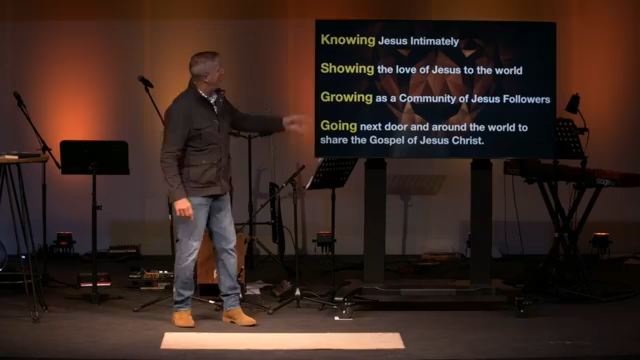 Knowing Jesus Intimately
Showing the love of Jesus to the world
Growing as a Community of Jesus Followers
Going next door and around the world to
share the Gospel of Jesus Christ.